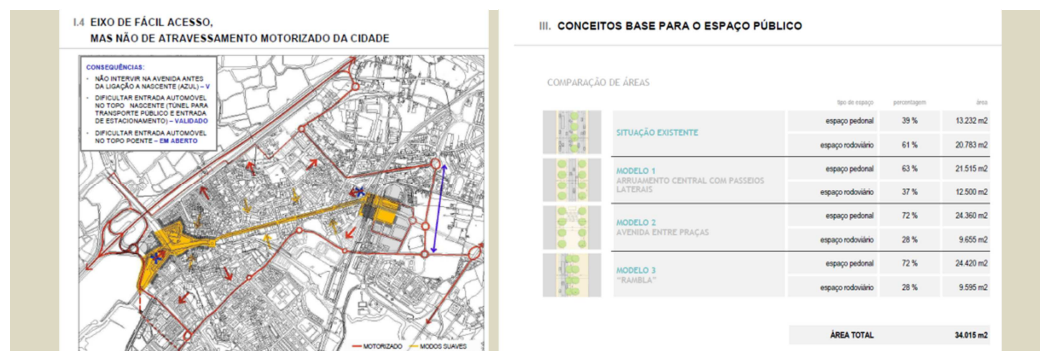 I.4 EIXO DE FÁCIL ACESSO,
MAS NÃO DE ATRAVESSAMENTO MOTORIZADO DA CIDADE
CONSEQUÊNCIAS:
- NÃO INTERVIR NA AVENIDA ANTES
DA LIGAÇÃO A NASCENTE (AZUL) – V
- DIFICULTAR ENTRADA AUTOMÓVEL
NO TOPO NASCENTE (TÚNEL PARA
TRANSPORTE PÚBLICO E ENTRADA
DE ESTACIONAMENTO) – VALIDADO
- DIFICULTAR ENTRADA AUTOMÓVEL
NO TOPO POENTE – EM ABERTO
MOTORIZADO MODOS SUAVES
III. CONCEITOS BASE PARA O ESPAÇO PÚBLICO
COMPARAÇÃO DE ÁREAS
tipo de espaço percentagem área
SITUAÇÃO EXISTENTE
espaço pedonal 39 % 13.232 m2
espaço rodoviário 61 % 20.783 m2
MODELO 1
ARRUAMENTO CENTRAL COM PASSEIOS
LATERAIS
espaço pedonal 63 % 21.515 m2
espaço rodoviário 37 % 12.500 m2
MODELO 2
AVENIDA ENTRE PRAÇAS
espaço pedonal 72 % 24.360 m2
espaço rodoviário 28 % 9.655 m2
MODELO 3
"RAMBLA"
espaço pedonal 72 % 24.420 m2
espaço rodoviário 28 % 9.595 m2
ÁREA TOTAL 34.015 m2